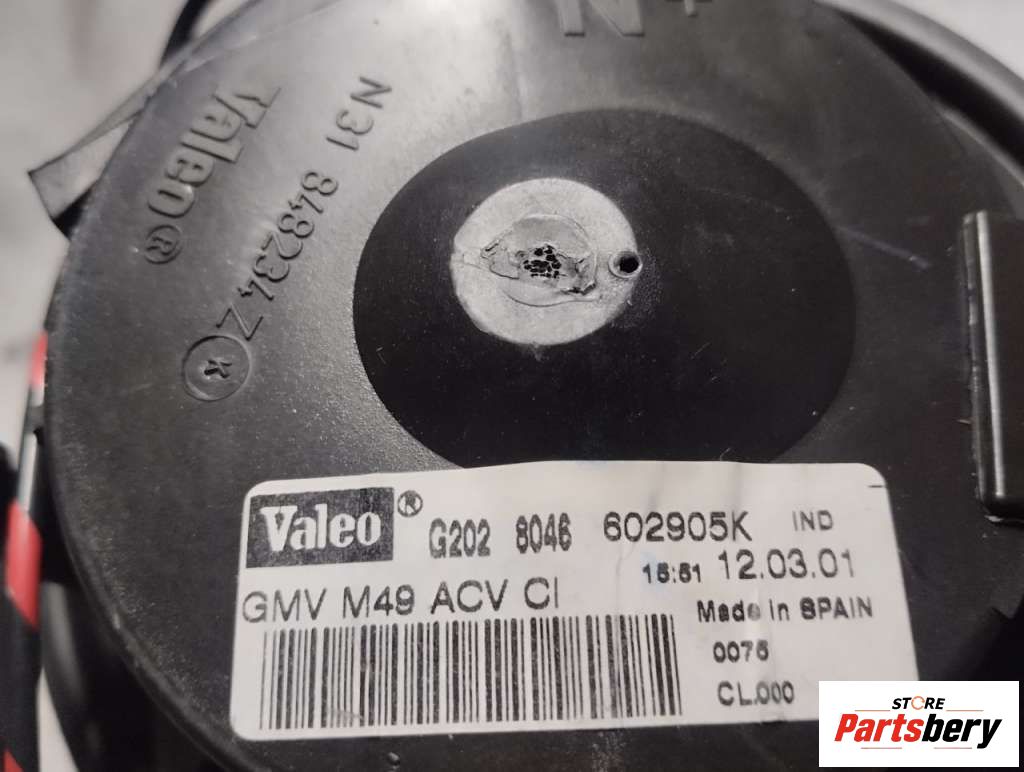 N+
Valeo®
N31 848234 Z
K
Valeo®
G202 8046 602905K IND
15:51 12.03.01
GMV M49 ACV CI
Made in SPAIN
0075
CL.000
STORE
Partsbery